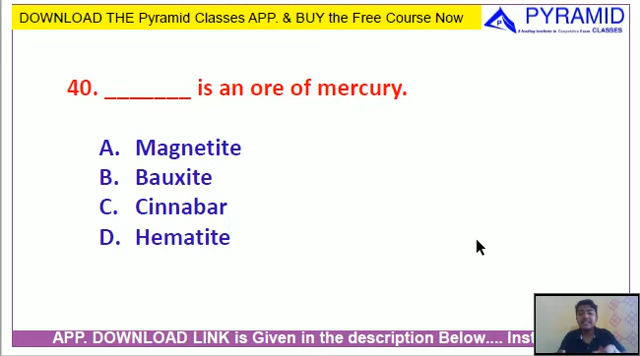 DOWNLOAD THE Pyramid Classes APP. & BUY the Free Course Now
PYRAMID
CLASSES
40. _______ is an ore of mercury.
A. Magnetite
B. Bauxite
C. Cinnabar
D. Hematite
APP. DOWNLOAD LINK is Given in the description Below.... Inst